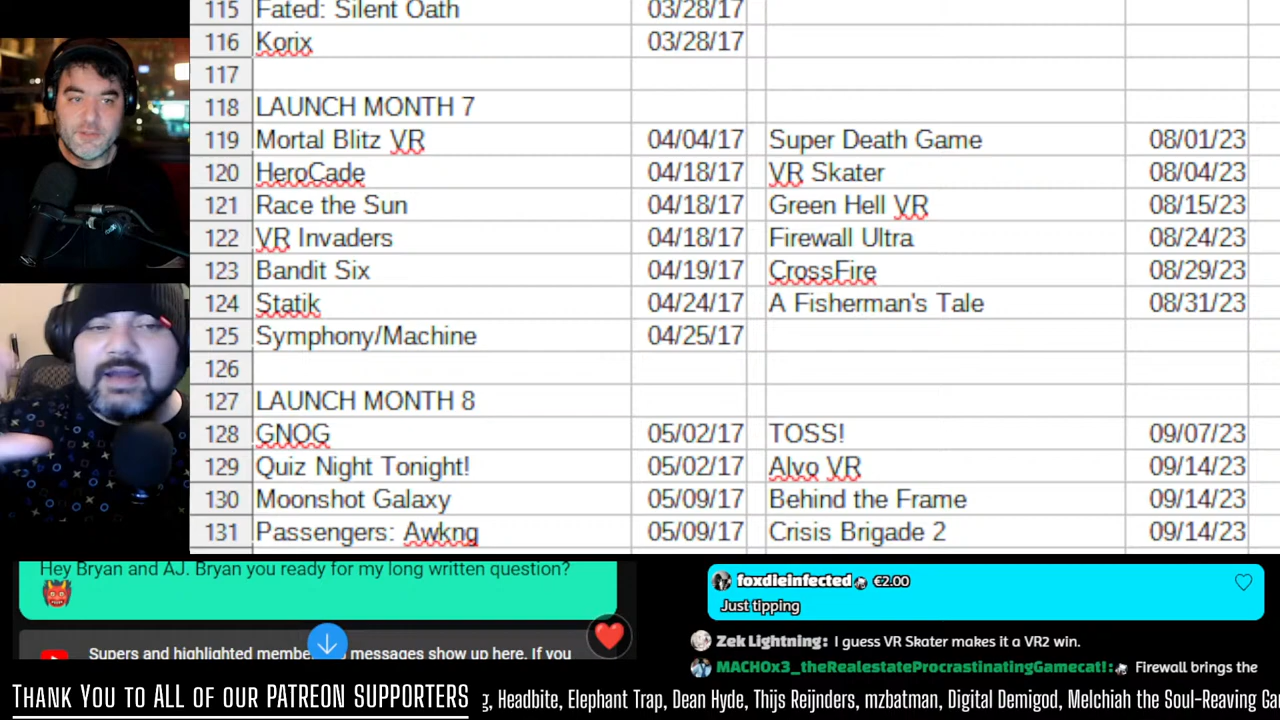 115 Fated: Silent Oath 03/28/17
116 Korix 03/28/17
117
118 LAUNCH MONTH 7
119 Mortal Blitz VR 04/04/17 Super Death Game 08/01/23
120 HeroCade 04/18/17 VR Skater 08/04/23
121 Race the Sun 04/18/17 Green Hell VR 08/15/23
122 VR Invaders 04/18/17 Firewall Ultra 08/24/23
123 Bandit Six 04/19/17 CrossFire 08/29/23
124 Statik 04/24/17 A Fisherman's Tale 08/31/23
125 Symphony/Machine 04/25/17
126
127 LAUNCH MONTH 8
128 GNOG 05/02/17 TOSS! 09/07/23
129 Quiz Night Tonight! 05/02/17 Alvo VR 09/14/23
130 Moonshot Galaxy 05/09/17 Behind the Frame 09/14/23
131 Passengers: Awkng 05/09/17 Crisis Brigade 2 09/14/23
Hey Bryan and AJ. Bryan you ready for my long written question?
Supers and highlighted membe messages show up here. If you
foxdieinfected €2.00
Just tipping
Zek Lightning: I guess VR Skater makes it a VR2 win.
MACHOx3_theRealestateProcrastinatingGamecat!: Firewall brings the
THANK YOU TO ALL OF OUR PATREON SUPPORTERS
g, Headbite, Elephant Trap, Dean Hyde, Thijs Reijnders, mzbatman, Digital Demigod, Melchiah the Soul-Reaving Ga